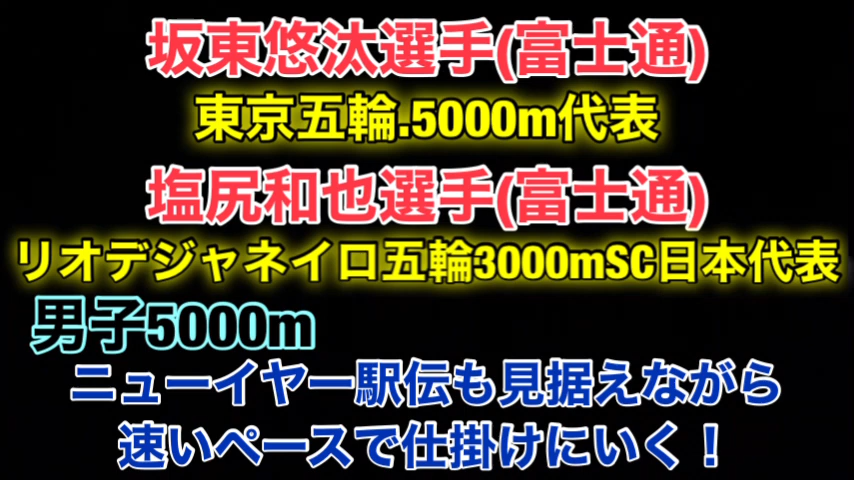 坂東悠汰選手(富士通)
東京五輪.5000m代表
塩尻和也選手(富士通)
リオデジャネイロ五輪3000mSC日本代表
男子5000m
ニューイヤー駅伝も見据えながら
速いペースで仕掛けにいく！